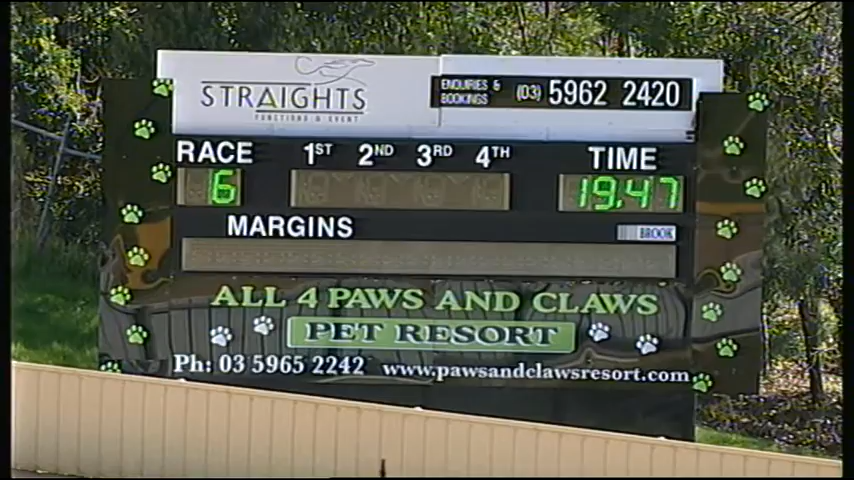 STRAIGHTS
FUNCTIONS & EVENT
ENQUIRIES & BOOKINGS (03) 5962 2420
RACE 1ST 2ND 3RD 4TH TIME
6 19.47
MARGINS BROOK
ALL 4 PAWS AND CLAWS
PET RESORT
Ph: 03 5965 2242 www.pawsandclawsresort.com